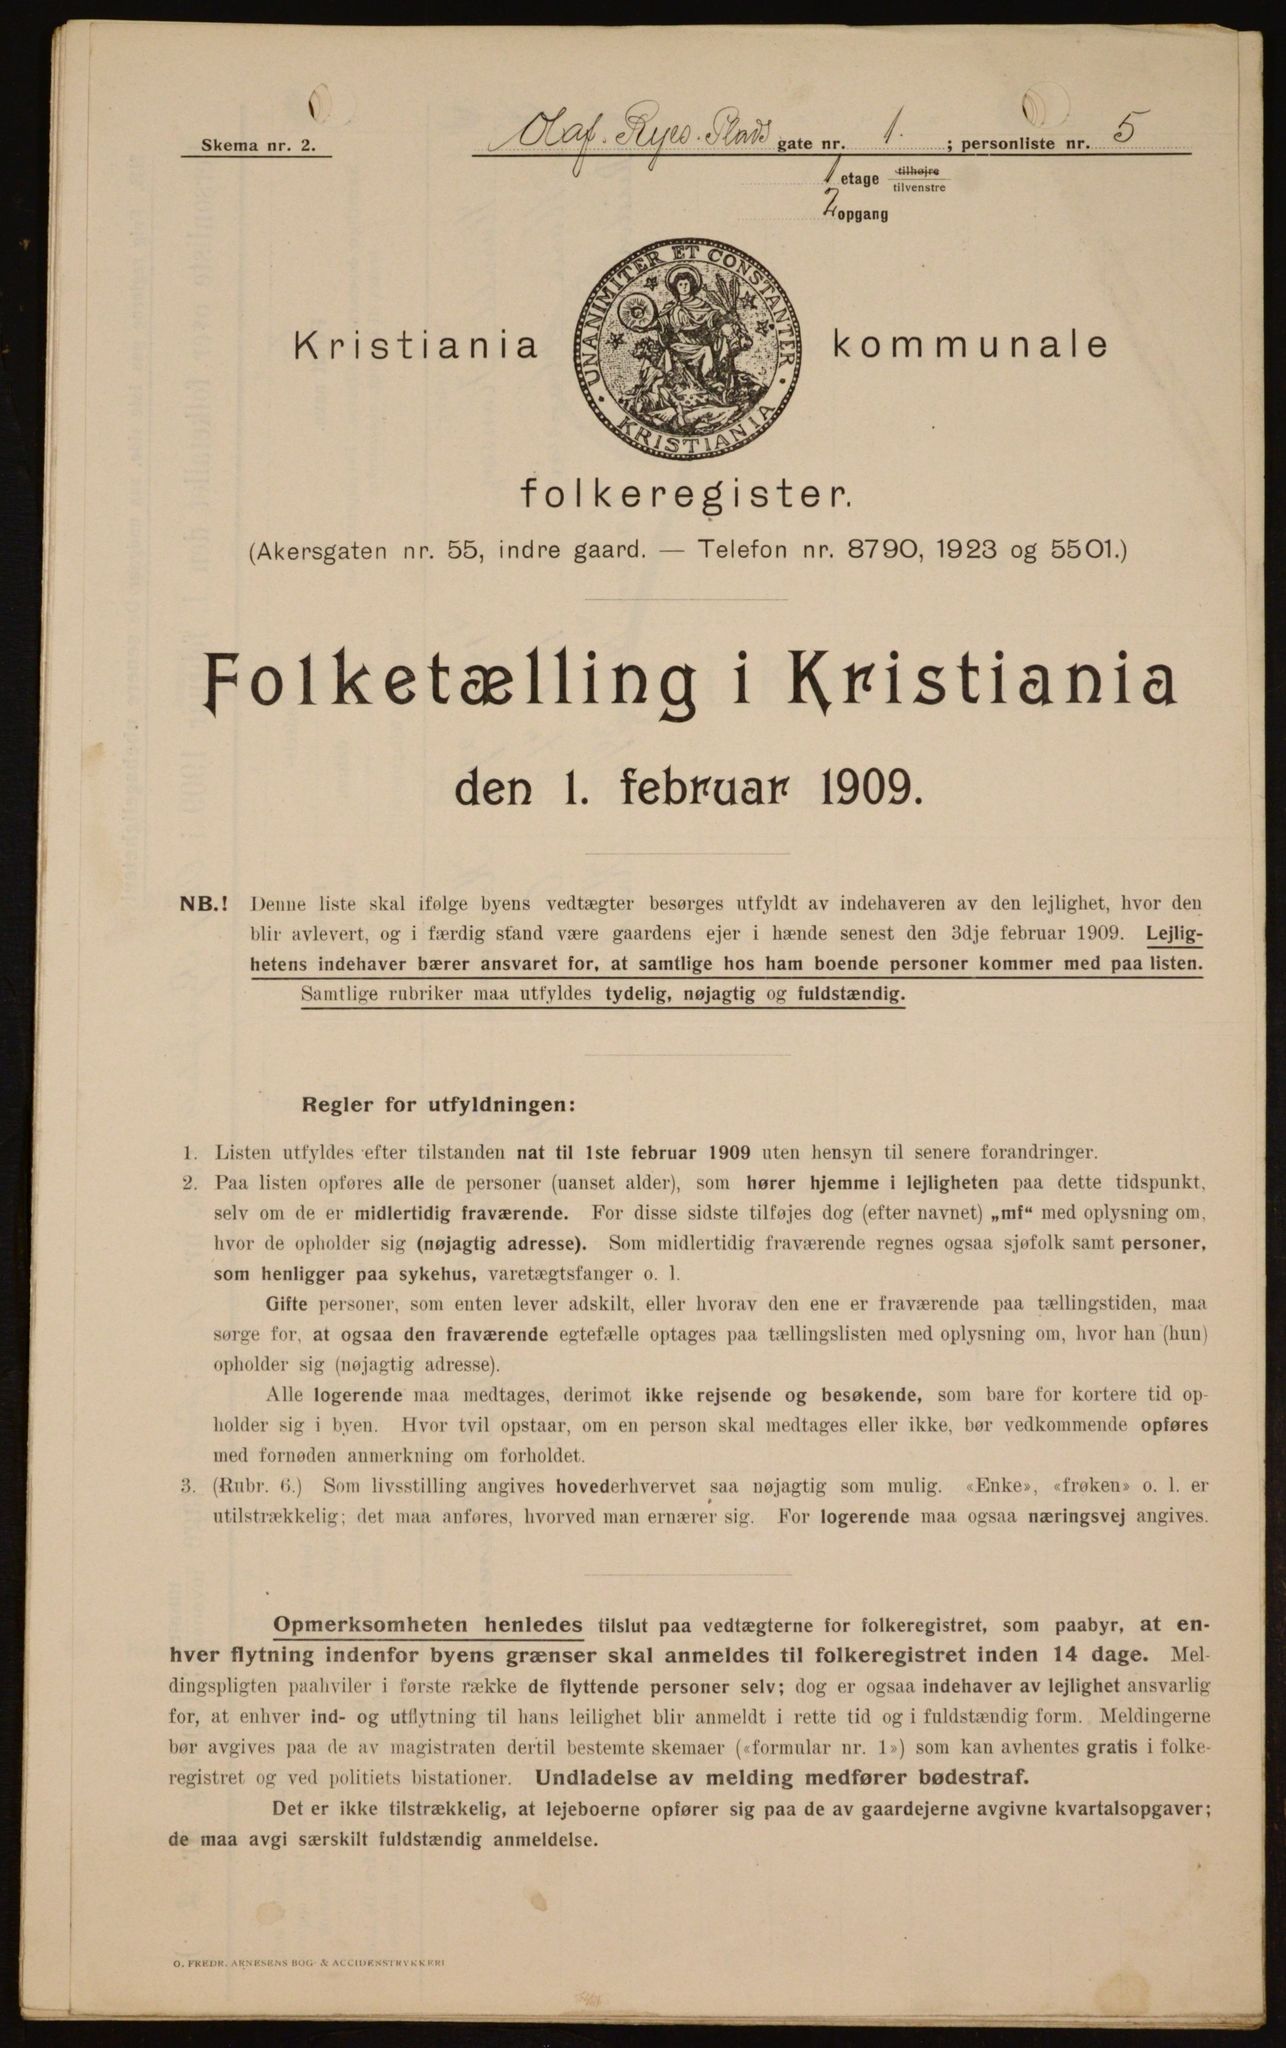 Skema nr. 2.
Olaf. Ryes. Plads gate nr. 1. ; personliste nr. 5
1 etage tilhøjre
tilvenstre
2 opgang
UNANIMITER ET CONSTANTER
KRISTIANIA
Kristiania kommunale
folkeregister.
(Akersgaten nr. 55, indre gaard. — Telefon nr. 8790, 1923 og 5501.)
Folketælling i Kristiania
den 1. februar 1909.
NB.! Denne liste skal ifølge byens vedtægter besørges utfyldt av indehaveren av den lejlighet, hvor den
blir avlevert, og i færdig stand være gaardens ejer i hænde senest den 3dje februar 1909. Lejlig-
hetens indehaver bærer ansvaret for, at samtlige hos ham boende personer kommer med paa listen.
Samtlige rubriker maa utfyldes tydelig, nøjagtig og fuldstændig.
Regler for utfyldningen:
1. Listen utfyldes efter tilstanden nat til 1ste februar 1909 uten hensyn til senere forandringer.
2. Paa listen opføres alle de personer (uanset alder), som hører hjemme i lejligheten paa dette tidspunkt,
selv om de er midlertidig fraværende. For disse sidste tilføjes dog (efter navnet) „mf“ med oplysning om,
hvor de opholder sig (nøjagtig adresse). Som midlertidig fraværende regnes ogsaa sjøfolk samt personer,
som henligger paa sykehus, varetægtsfanger o. l.
Gifte personer, som enten lever adskilt, eller hvorav den ene er fraværende paa tællingstiden, maa
sørge for, at ogsaa den fraværende egtefælle optages paa tællingslisten med oplysning om, hvor han (hun)
opholder sig (nøjagtig adresse).
Alle logerende maa medtages, derimot ikke rejsende og besøkende, som bare for kortere tid op-
holder sig i byen. Hvor tvil opstaar, om en person skal medtages eller ikke, bør vedkommende opføres
med fornøden anmerkning om forholdet.
3. (Rubr. 6.) Som livsstilling angives hovederhvervet saa nøjagtig som mulig. «Enke», «frøken» o. l. er
utilstrækkelig; det maa anføres, hvorved man ernærer sig. For logerende maa ogsaa næringsvej angives.
Opmerksomheten henledes tilslut paa vedtægterne for folkeregistret, som paabyr, at en-
hver flytning indenfor byens grænser skal anmeldes til folkeregistret inden 14 dage. Mel-
dingspligten paahviler i første række de flyttende personer selv; dog er ogsaa indehaver av lejlighet ansvarlig
for, at enhver ind- og utflytning til hans leilighet blir anmeldt i rette tid og i fuldstændig form. Meldingerne
bør avgives paa de av magistraten dertil bestemte skemaer («formular nr. 1») som kan avhentes gratis i folke-
registret og ved politiets bistationer. Undladelse av melding medfører bødestraf.
Det er ikke tilstrækkelig, at lejeboerne opfører sig paa de av gaardejerne avgivne kvartalsopgaver;
de maa avgi særskilt fuldstændig anmeldelse.
O. FREDR. ARNESENS BOG- & ACCIDENSTRYKKERI